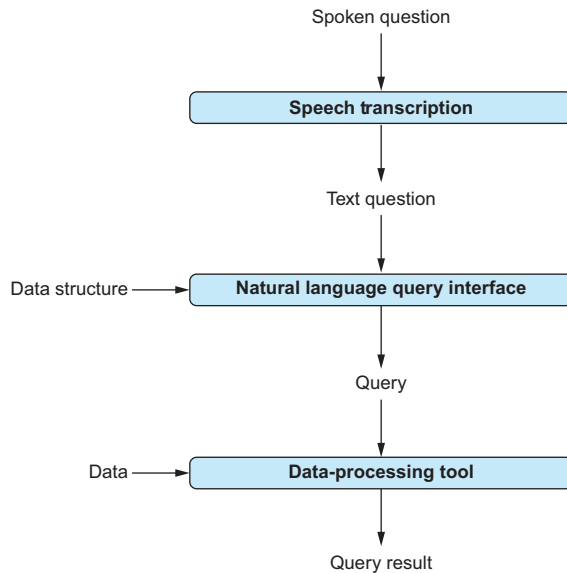 Spoken question
Speech transcription
Text question
Data structure
Natural language query interface
Query
Data
Data-processing tool
Query result